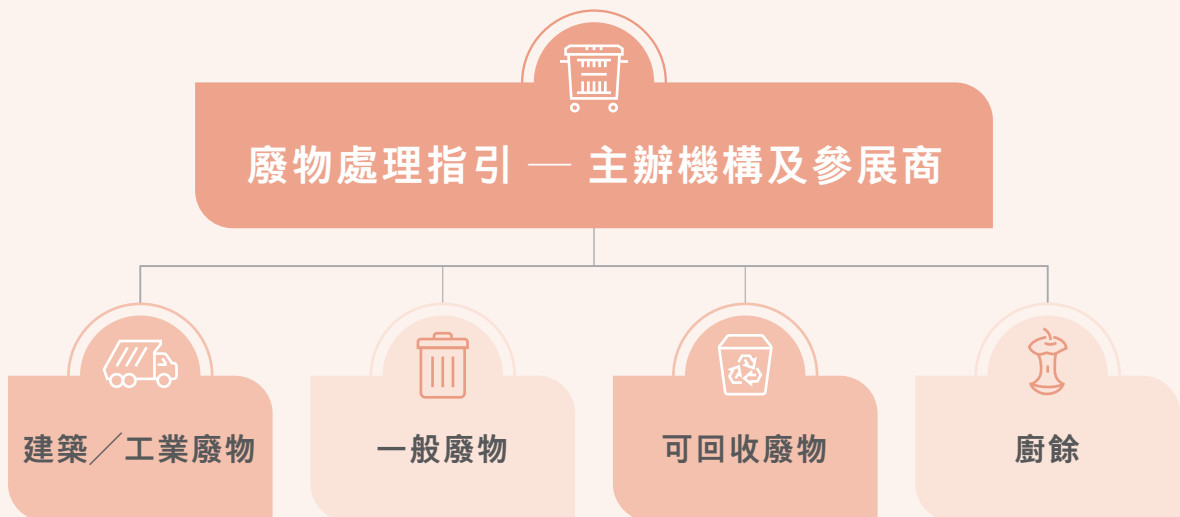 廢物處理指引 — 主辦機構及參展商
建築╱工業廢物
一般廢物
可回收廢物
廚餘